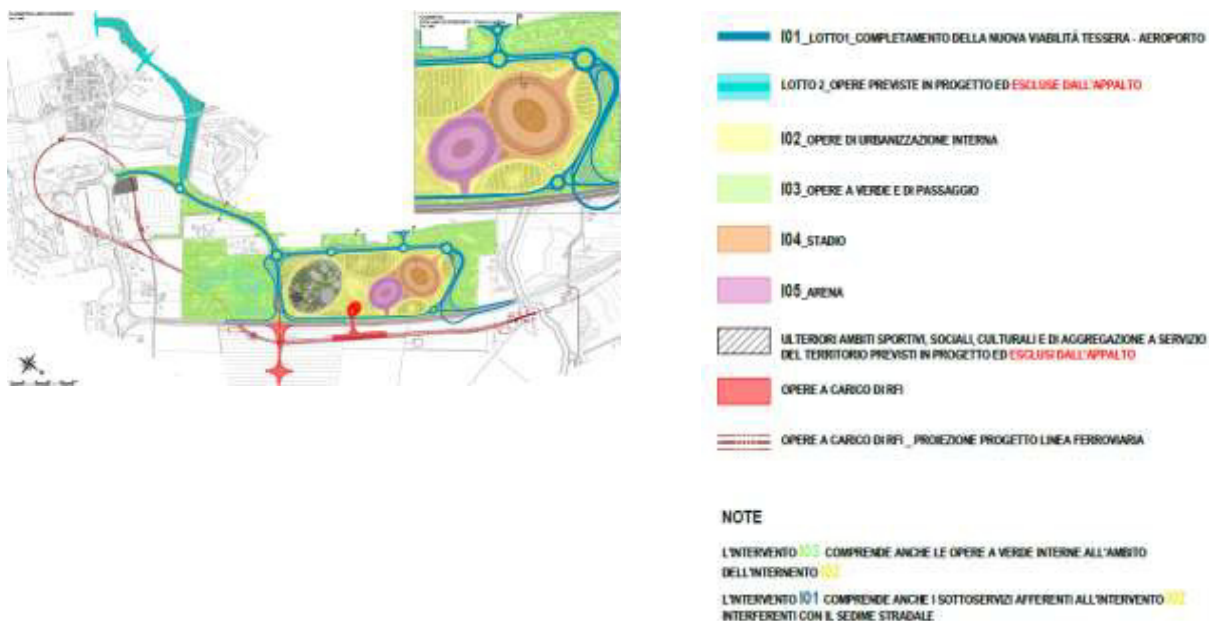 I01_LOTTO1_COMPLETAMENTO DELLA NUOVA VIABILITÀ TESSERA - AEROPORTO
LOTTO 2_OPERE PREVISTE IN PROGETTO ED ESCLUSE DALL'APPALTO
I02_OPERE DI URBANIZZAZIONE INTERNA
I03_OPERE A VERDE E DI PASSAGGIO
I04_STADIO
I05_ARENA
ULTERIORI AMBITI SPORTIVI, SOCIALI, CULTURALI E DI AGGREGAZIONE A SERVIZIO
DEL TERRITORIO PREVISTI IN PROGETTO ED ESCLUSI DALL'APPALTO
OPERE A CARICO DI RFI
OPERE A CARICO DI RFI _ PROIEZIONE PROGETTO LINEA FERROVIARIA
NOTE
L'INTERVENTO I03 COMPRENDE ANCHE LE OPERE A VERDE INTERNE ALL'AMBITO
DELL'INTERNENTO I02
L'INTERVENTO I01 COMPRENDE ANCHE I SOTTOSERVIZI AFFERENTI ALL'INTERVENTO I02
INTERFERENTI CON IL SEDIME STRADALE